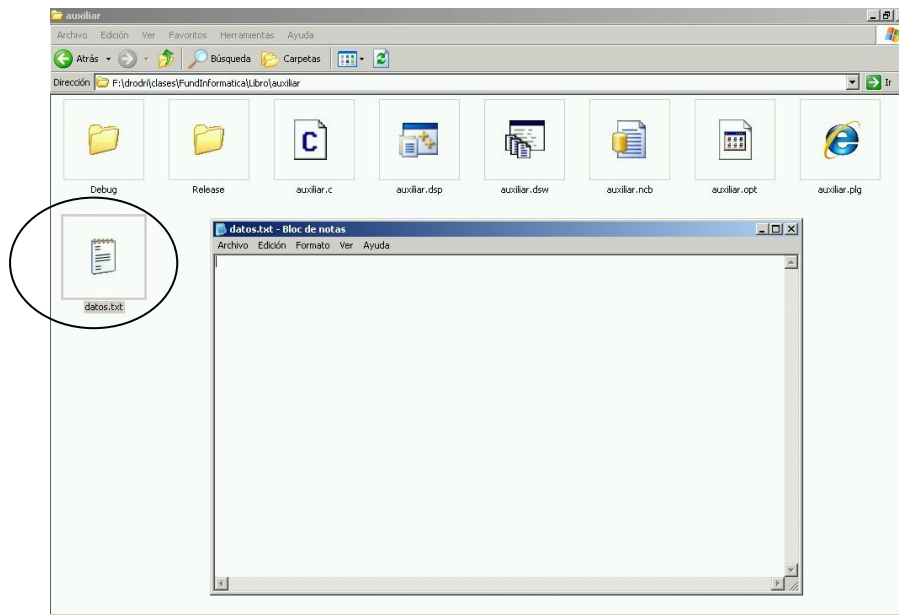 auxiliar
Archivo Edición Ver Favoritos Herramientas Ayuda
Atrás Búsqueda Carpetas
Dirección F:\drodri\clases\FundInformatica\Libro\auxiliar Ir
Debug Release auxiliar.c auxiliar.dsp auxiliar.dsw auxiliar.ncb auxiliar.opt auxiliar.plg
datos.txt - Bloc de notas
Archivo Edición Formato Ver Ayuda
datos.txt